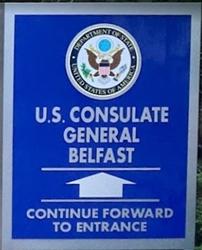 DEPARTMENT OF STATE
UNITED STATES OF AMERICA
U.S. CONSULATE
GENERAL
BELFAST
CONTINUE FORWARD
TO ENTRANCE